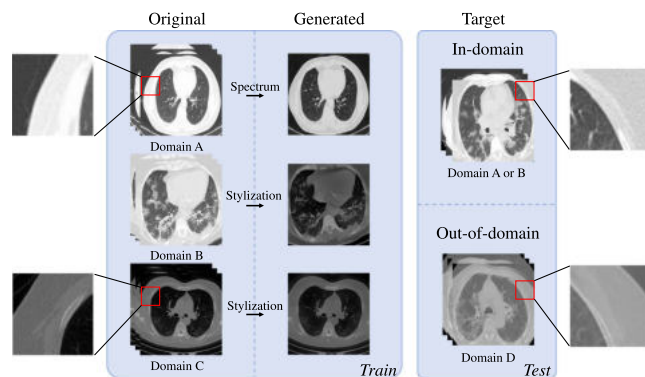 Original
Generated
Target
In-domain
Spectrum
Domain A
Domain A or B
Stylization
Domain B
Out-of-domain
Stylization
Domain C
Train
Domain D
Test